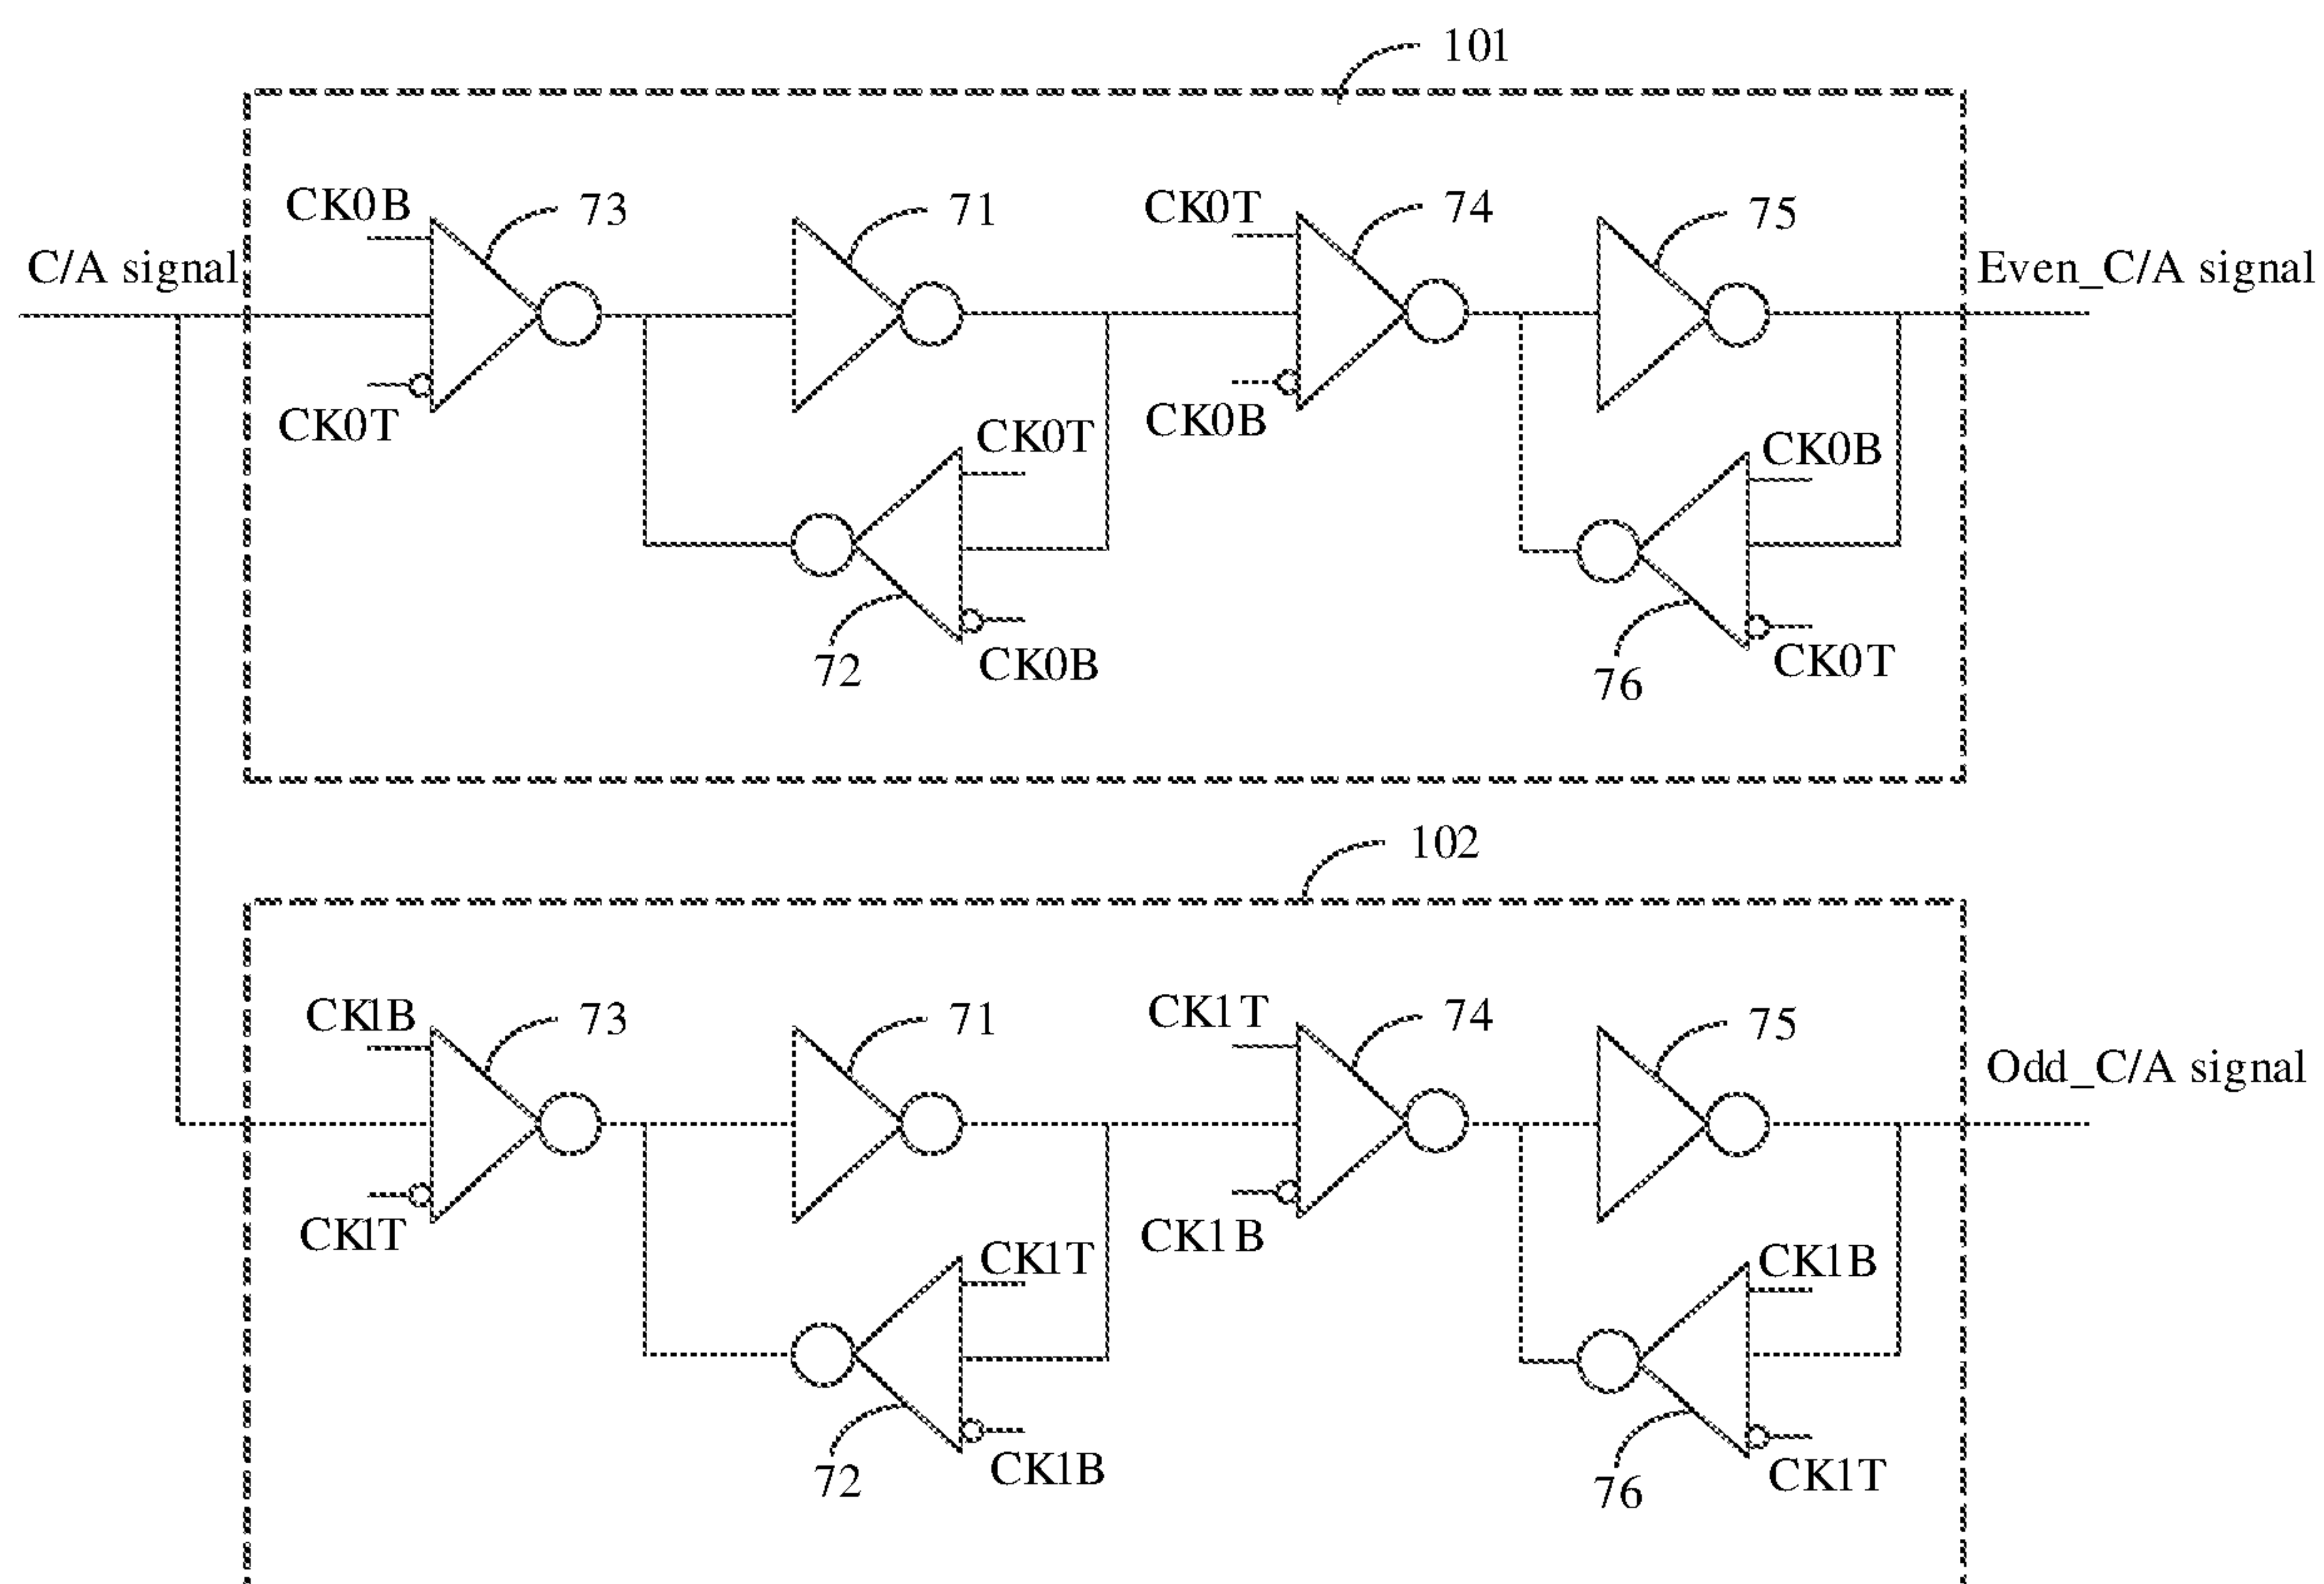 101
CK0B
73
71
CK0T
74
75
C/A signal
Even_C/A signal
CK0T
CK0T
CK0B
CK0B
72
CK0B
76
CK0T
102
CK1B
73
71
CK1T
74
75
Odd_C/A signal
CK1T
CK1T
CK1B
CK1B
72
CK1B
76
CK1T